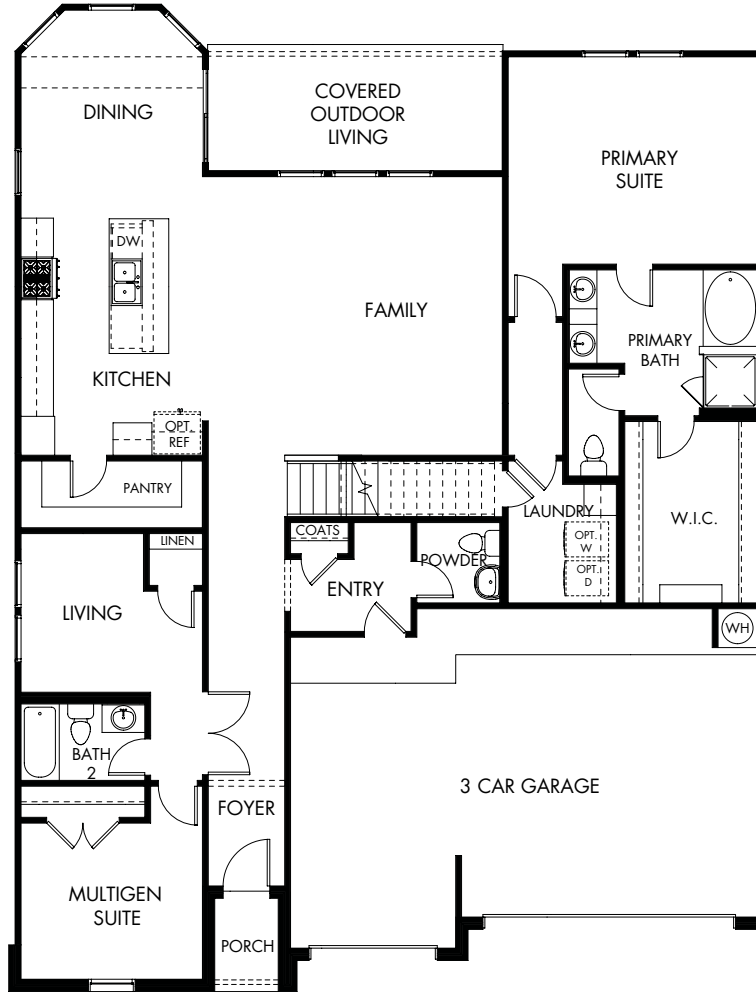 COVERED
OUTDOOR
LIVING
DINING
PRIMARY
SUITE
DW
FAMILY
PRIMARY
BATH
KITCHEN
OPT.
REF
PANTRY
LAUNDRY
W.I.C.
COATS
LINEN
OPT.
W
POWDER
OPT.
D
ENTRY
LIVING
WH
BATH
2
3 CAR GARAGE
FOYER
MULTIGEN
SUITE
PORCH